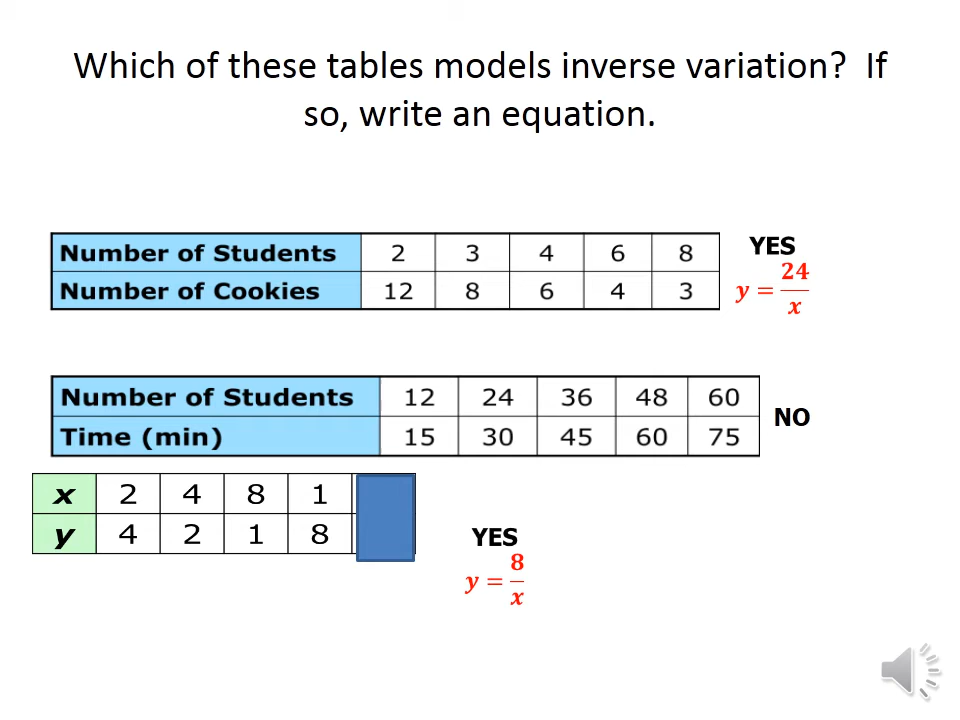 Which of these tables models inverse variation? If
so, write an equation.
Number of Students 2 3 4 6 8
Number of Cookies 12 8 6 4 3
YES
y = 24/x
Number of Students 12 24 36 48 60
Time (min) 15 30 45 60 75
NO
x 2 4 8 1
y 4 2 1 8
YES
y = 8/x